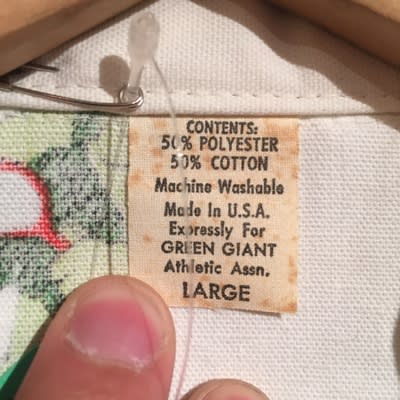 CONTENTS:
50% POLYESTER
50% COTTON
Machine Washable
Made In U.S.A.
Expressly For
GREEN GIANT
Athletic Assn.
LARGE